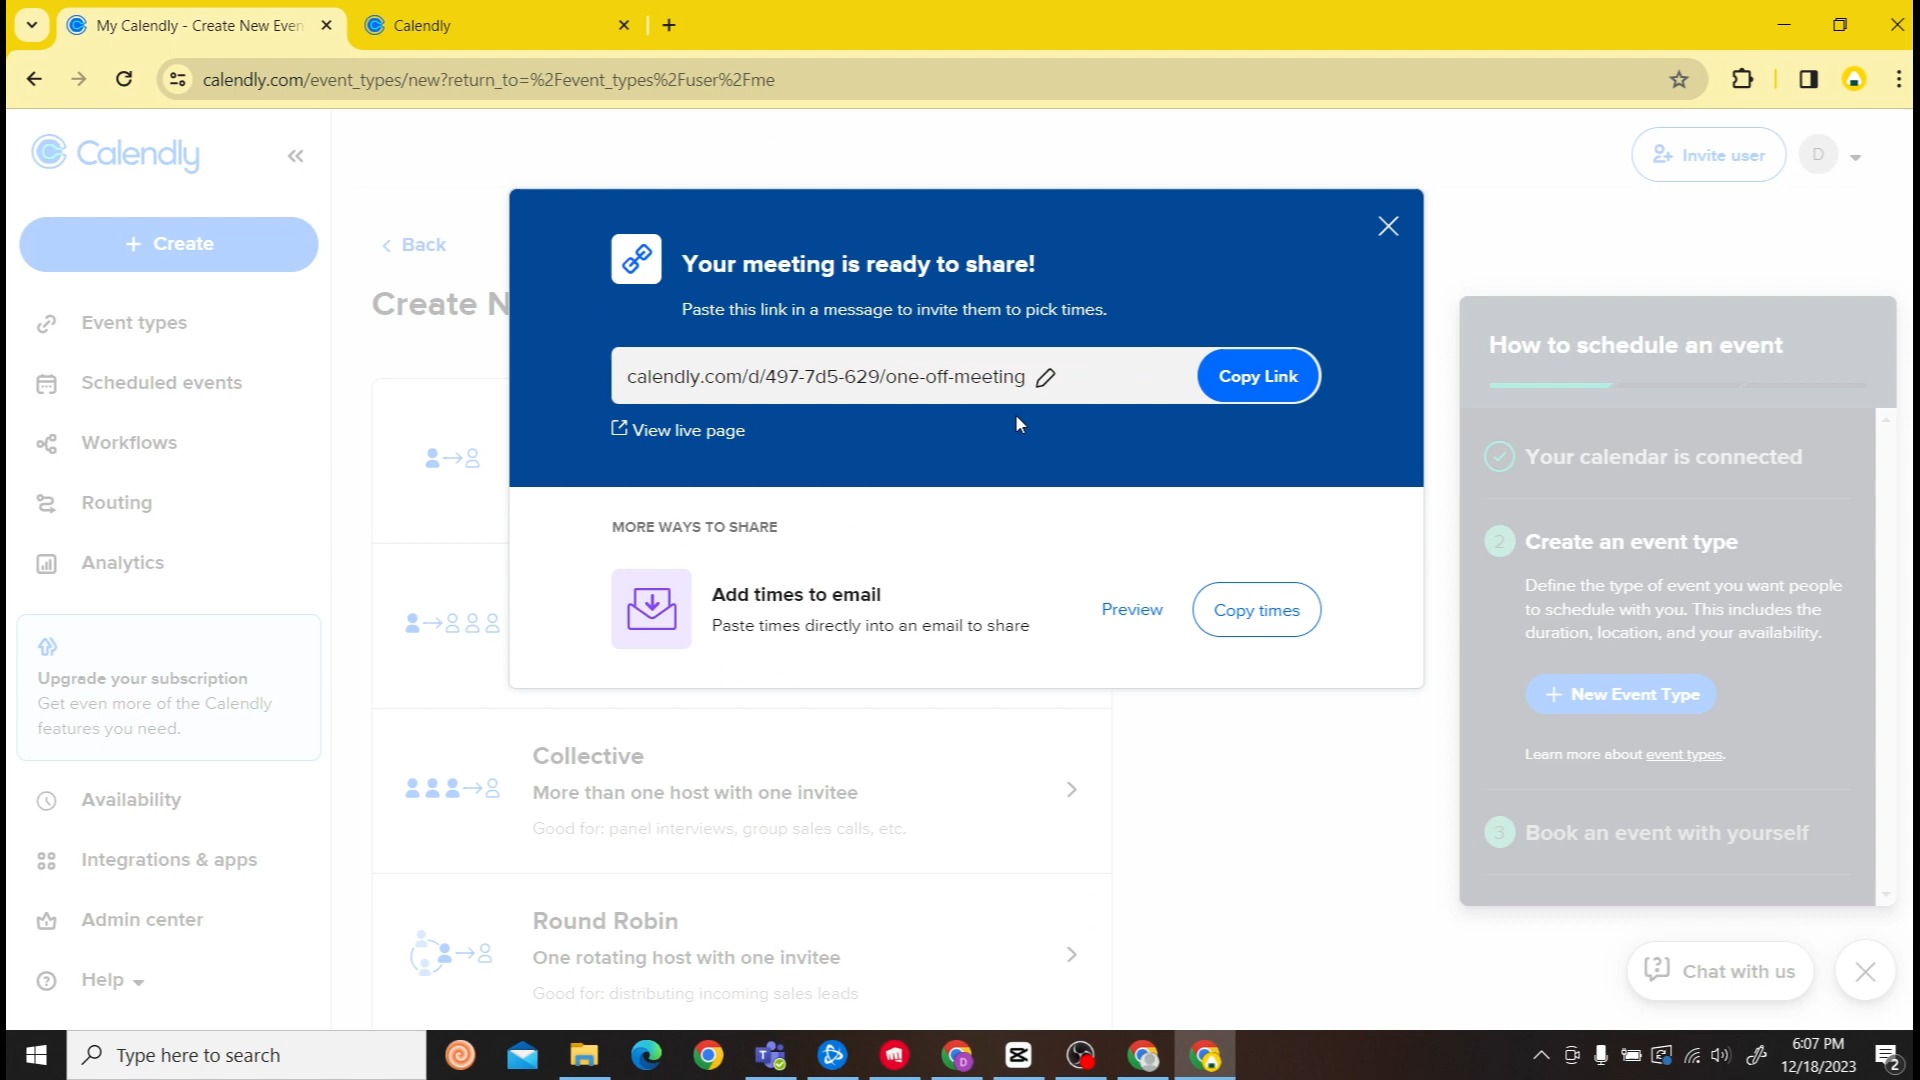 My Calendly - Create New Even
Calendly
calendly.com/event_types/new?return_to=%2Fevent_types%2Fuser%2Fme
Calendly
Invite user
D
+ Create
Back
Create N
Event types
Scheduled events
Workflows
Routing
Analytics
Upgrade your subscription
Get even more of the Calendly
features you need.
Availability
Integrations & apps
Admin center
Help
Your meeting is ready to share!
Paste this link in a message to invite them to pick times.
calendly.com/d/497-7d5-629/one-off-meeting
Copy Link
View live page
MORE WAYS TO SHARE
Add times to email
Paste times directly into an email to share
Preview
Copy times
Collective
More than one host with one invitee
Good for: panel interviews, group sales calls, etc.
Round Robin
One rotating host with one invitee
Good for: distributing incoming sales leads
How to schedule an event
Your calendar is connected
2 Create an event type
Define the type of event you want people
to schedule with you. This includes the
duration, location, and your availability.
+ New Event Type
Learn more about event types.
3 Book an event with yourself
Chat with us
Type here to search
6:07 PM
12/18/2023
2